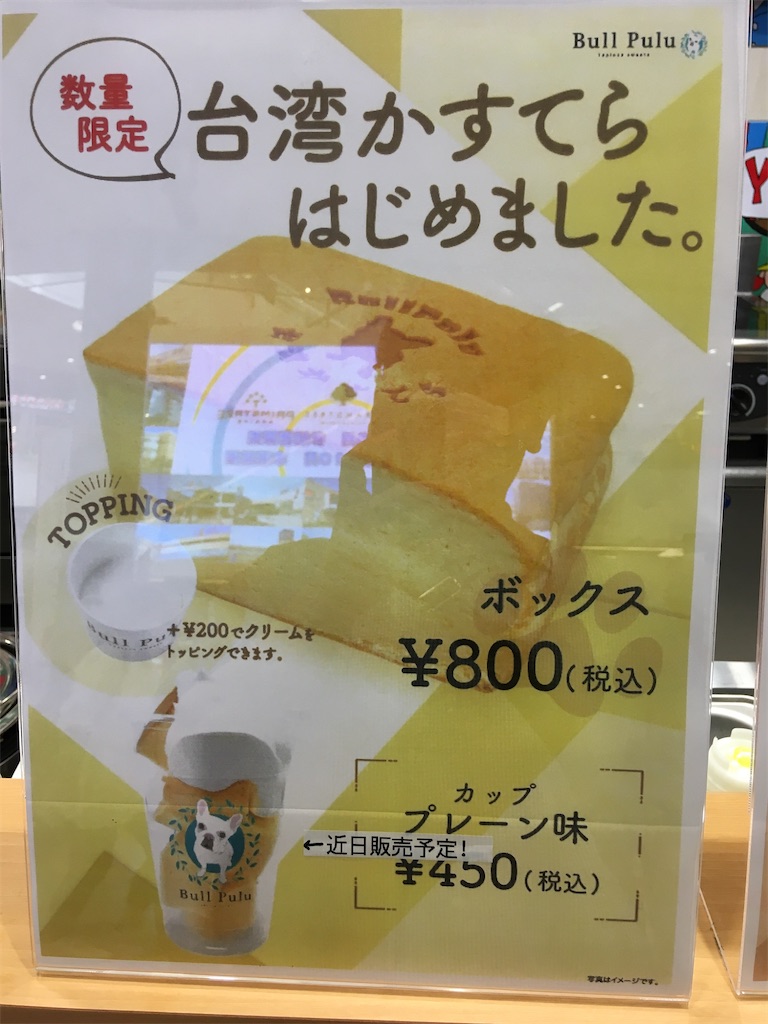 Bull Pulu
Tapioca sweets
数量
限定
台湾かすてら
はじめました。
BullPulu
TOPPING
Bull Pu
+¥200でクリームを
トッピングできます。
ボックス
¥800(税込)
カップ
プレーン味
←近日販売予定!
¥450(税込)
Bull Pulu
写真はイメージです。